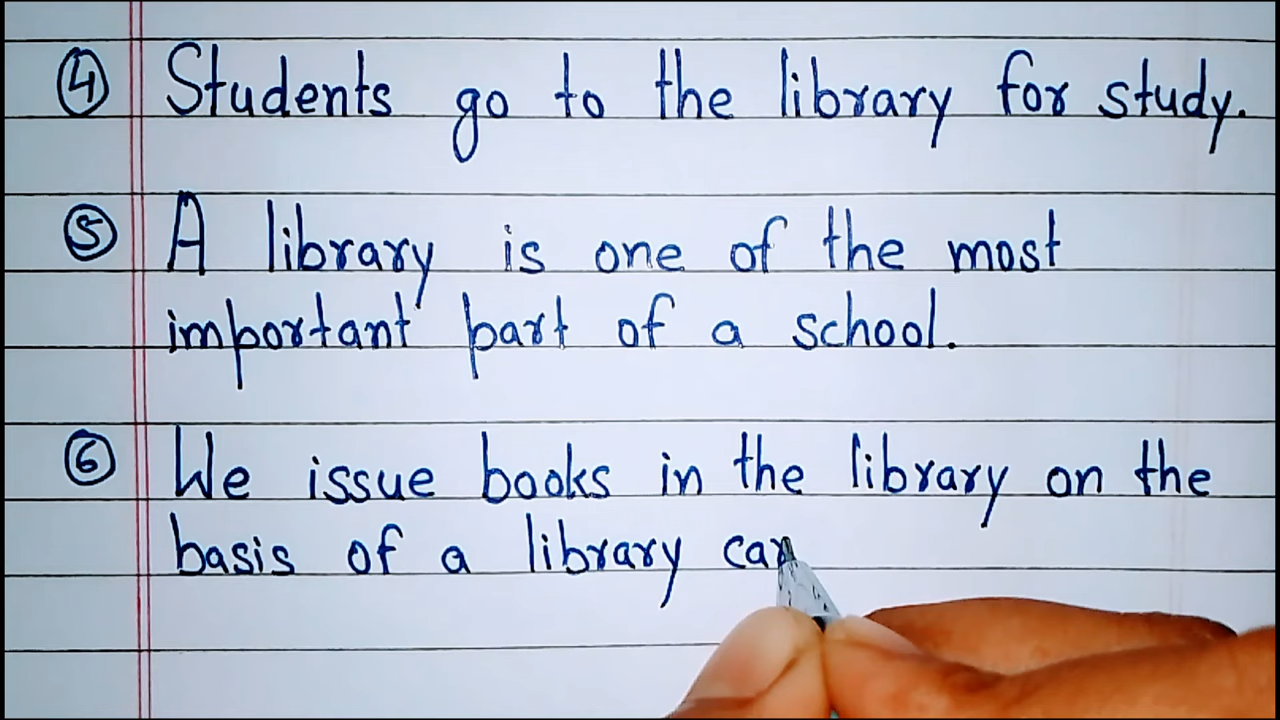 ④ Students go to the library for study.
⑤ A library is one of the most
important part of a school.
⑥ We issue books in the library on the
basis of a library car